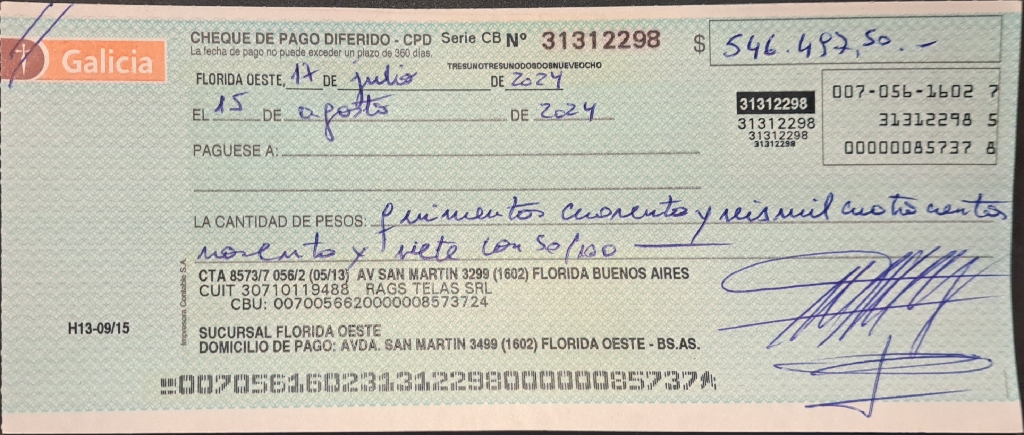 Galicia
CHEQUE DE PAGO DIFERIDO - CPD Serie CB Nº 31312298 $ 546.497,50.-
La fecha de pago no puede exceder un plazo de 360 días.
TRESUNOTRESUNODOSDOSNUEVEOCHO
FLORIDA OESTE, 17 DE julio DE 2024
EL 15 DE agosto DE 2024
31312298
31312298
31312298
31312298
007-056-1602 7
31312298 5
00000085737 8
PAGUESE A:
LA CANTIDAD DE PESOS: quinientos cuarenta y seis mil cuatrocientos
noventa y siete con 50/100
CTA 8573/7 056/2 (05/13) AV SAN MARTIN 3299 (1602) FLORIDA BUENOS AIRES
CUIT 30710119488 RAGS TELAS SRL
CBU: 0070056620000008573724
H13-09/15
Impresora Contable S.A.
SUCURSAL FLORIDA OESTE
DOMICILIO DE PAGO: AVDA. SAN MARTIN 3499 (1602) FLORIDA OESTE - BS.AS.
00705616023131229800000085737